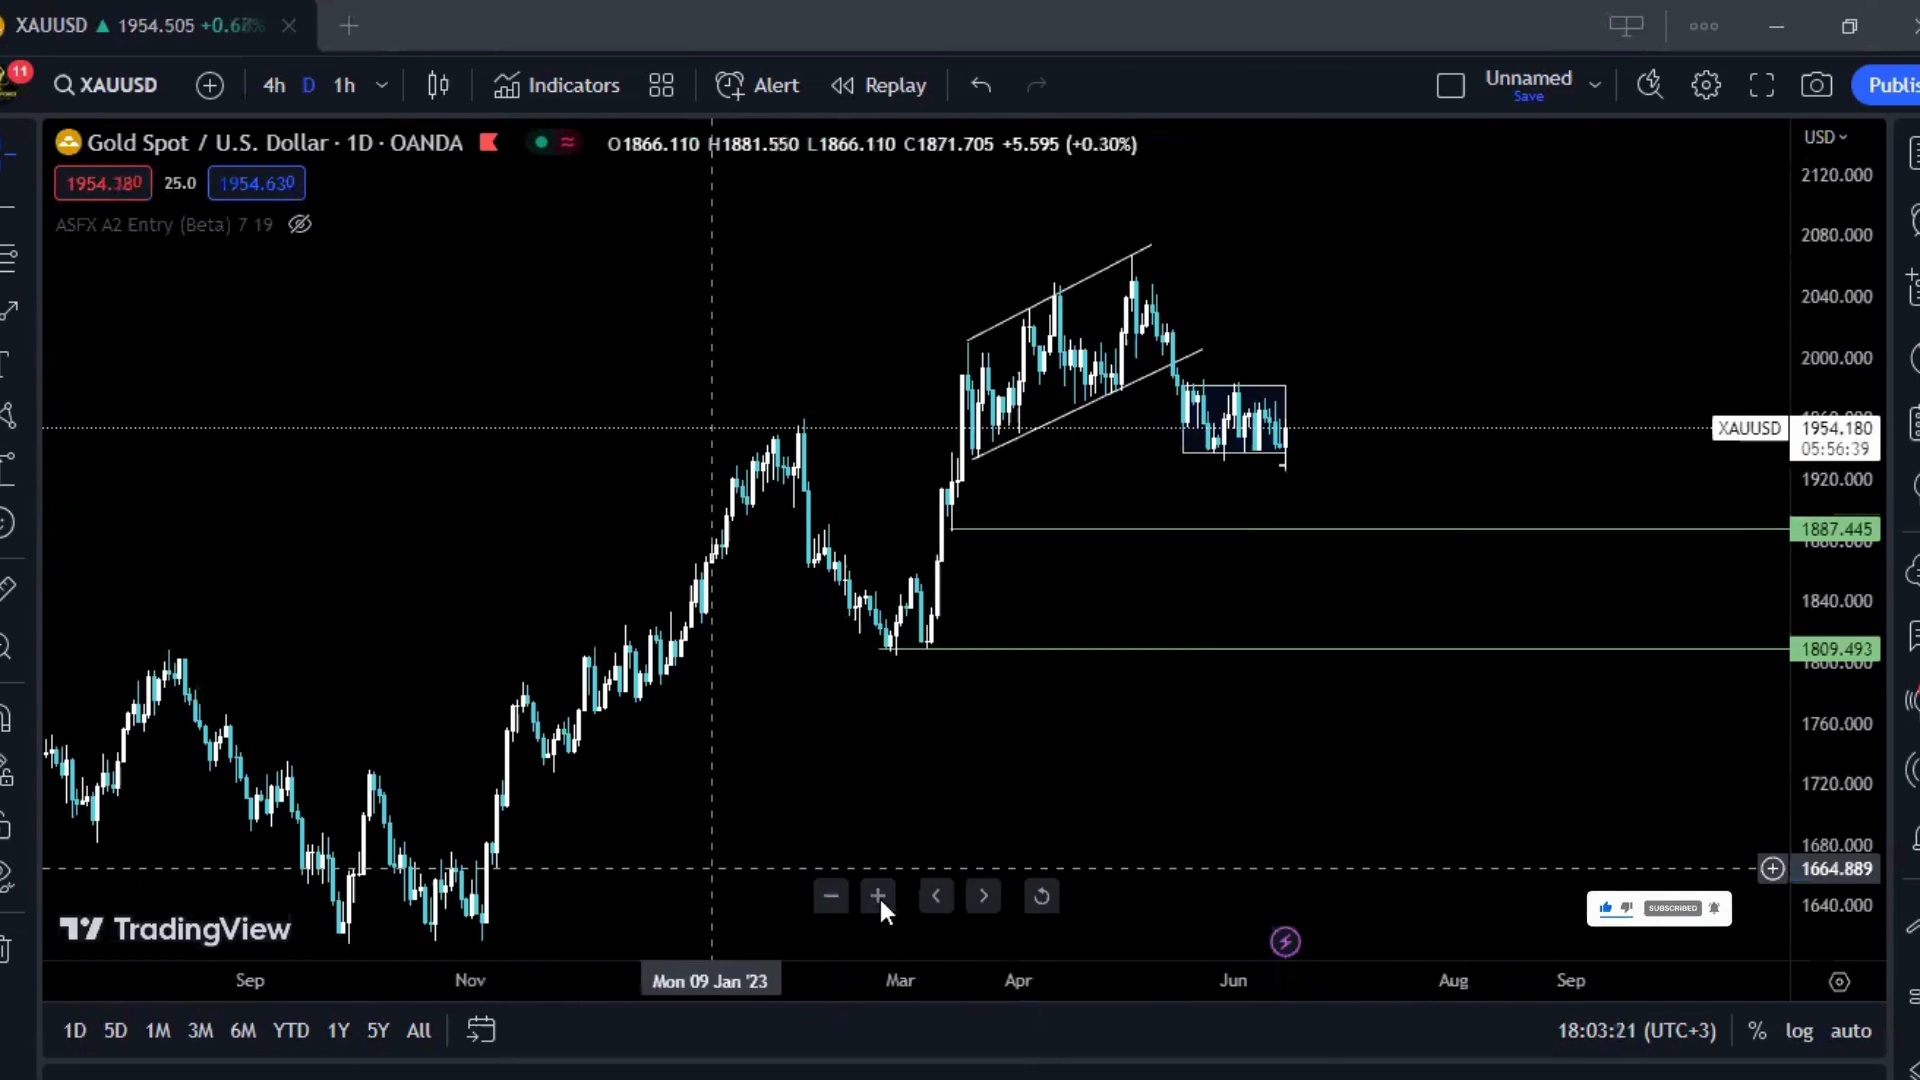 XAUUSD ▲ 1954.505
11
XAUUSD
4h D 1h
Indicators
Alert
Replay
Unnamed
Save
Publis
Gold Spot / U.S. Dollar · 1D · OANDA
O1866.110 H1881.550 L1866.110 C1871.705 +5.595 (+0.30%)
25.0
1954.630
ASFX A2 Entry (Beta) 7 19
USD
2120.000
2080.000
2040.000
2000.000
XAUUSD 1954.180
05:56:39
1920.000
1887.445
1840.000
1809.493
1760.000
1720.000
1680.000
1664.889
1640.000
SUBSCRIBED
TradingView
Sep
Nov
Mon 09 Jan '23
Mar
Apr
Jun
Aug
Sep
1D 5D 1M 3M 6M YTD 1Y 5Y All
18:03:21 (UTC+3)
% log auto